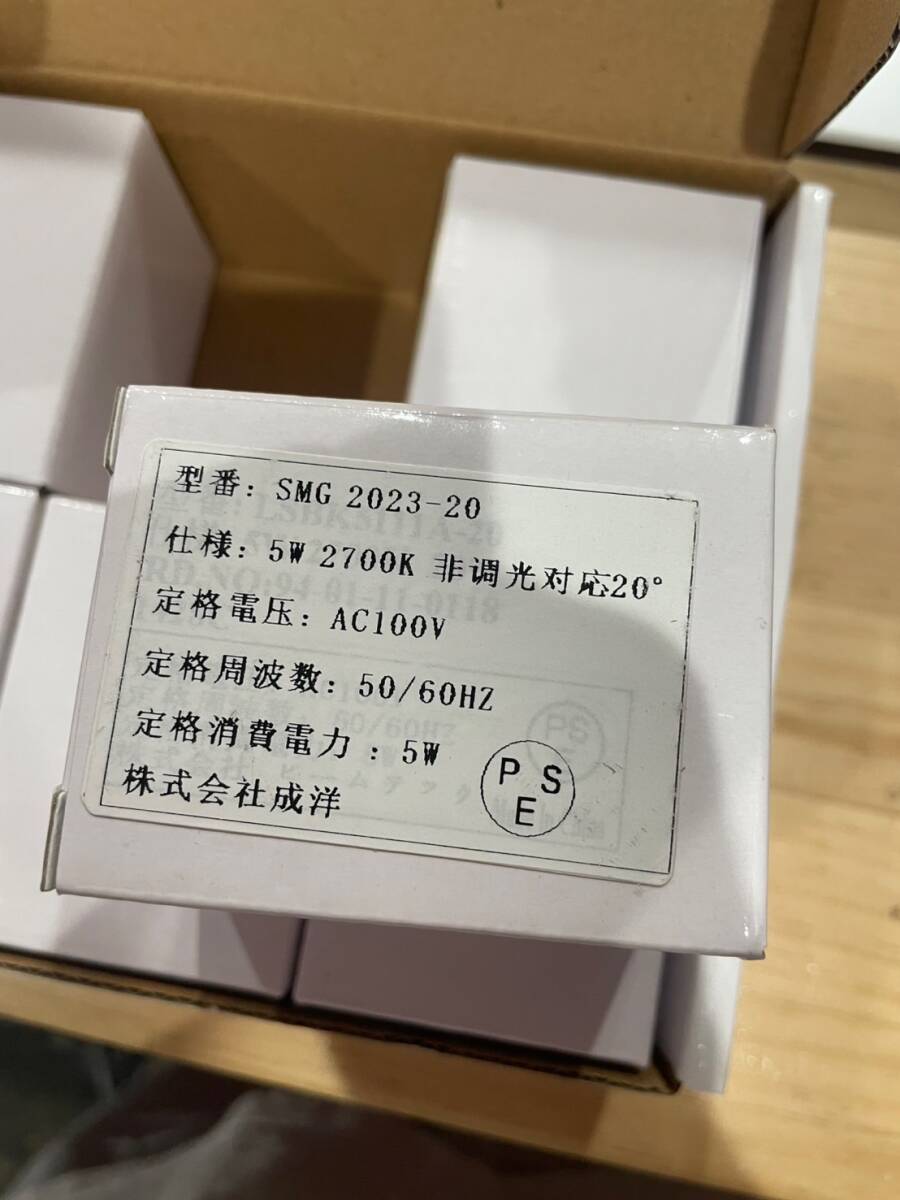 型番: SMG 2023-20
仕様: 5W 2700K 非调光対応20°
定格電圧: AC100V
定格周波数: 50/60HZ
定格消費電力 : 5W
株式会社成洋
P S
E